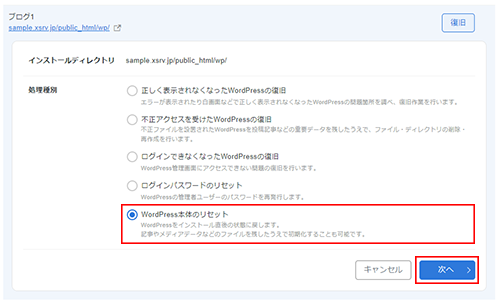 ブログ1
sample.xsrv.jp/public_html/wp/
復旧
インストールディレクトリ sample.xsrv.jp/public_html/wp/
処理種別
正しく表示されなくなったWordPressの復旧
エラーが表示されたり白画面などで正しく表示されなくなったWordPressの問題箇所を調べ、復旧作業を行います。
不正アクセスを受けたWordPressの復旧
不正ファイルを設置されたWordPressを投稿記事などの重要データを残したうえで、ファイル・ディレクトリの削除・
再作成を行います。
ログインできなくなったWordPressの復旧
WordPress管理画面にアクセスできない問題の復旧を行います。
ログインパスワードのリセット
WordPressの管理者ユーザーのパスワードを再発行します。
WordPress本体のリセット
WordPressをインストール直後の状態に戻します。
記事やメディアデータなどのファイルを残したうえで初期化することも可能です。
キャンセル
次へ